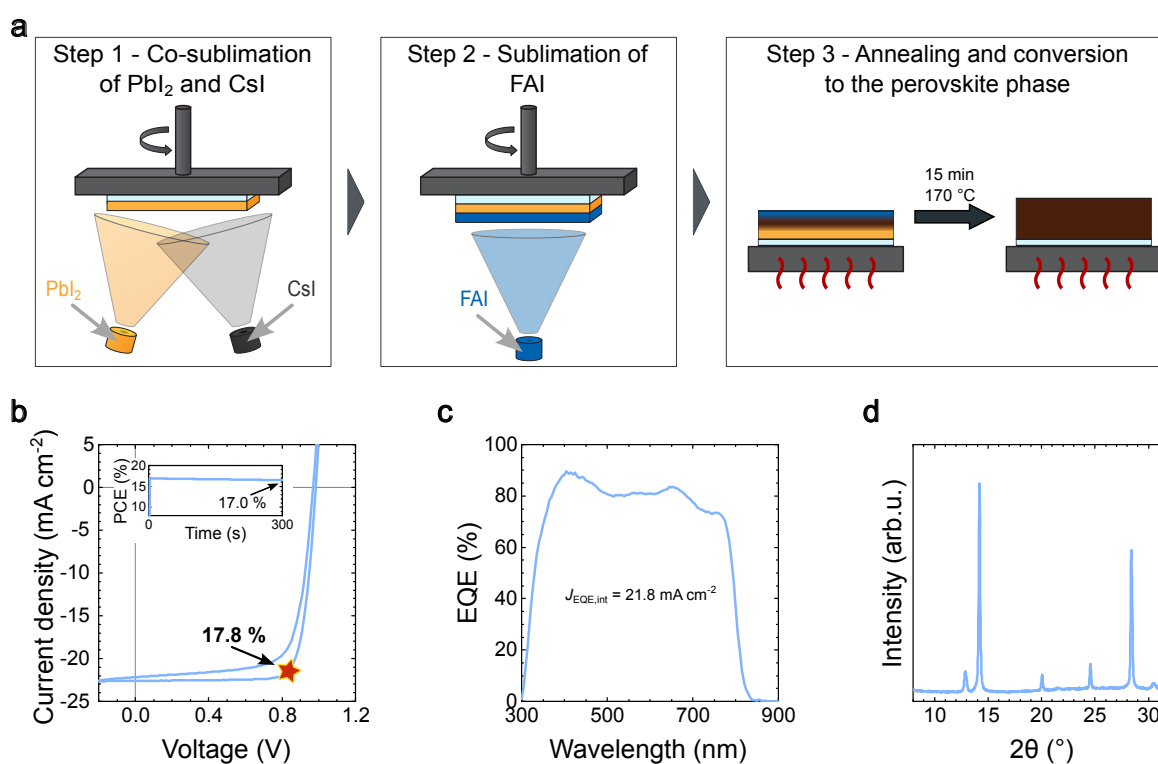 a
Step 1 - Co-sublimation
of PbI₂ and CsI
PbI₂
CsI
Step 2 - Sublimation of
FAI
FAI
Step 3 - Annealing and conversion
to the perovskite phase
15 min
170 °C
b
Current density (mA cm⁻²)
5
0
-5
-10
-15
-20
-25
0.0
0.4
0.8
1.2
Voltage (V)
PCE (%)
20
15
10
0
300
Time (s)
17.0 %
17.8 %
c
EQE (%)
100
80
60
40
20
0
300
500
700
900
Wavelength (nm)
J_EQE,int = 21.8 mA cm⁻²
d
Intensity (arb.u.)
10
15
20
25
30
2θ (°)